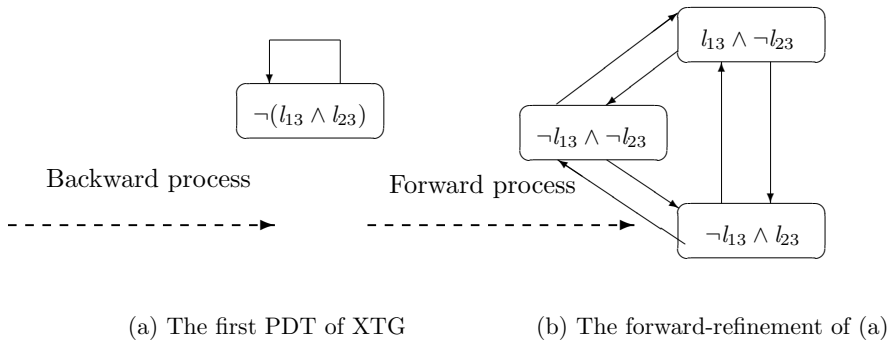 l₁₃ ∧ ¬l₂₃
¬(l₁₃ ∧ l₂₃)
¬l₁₃ ∧ ¬l₂₃
Backward process
Forward process
¬l₁₃ ∧ l₂₃
(a) The first PDT of XTG
(b) The forward-refinement of (a)